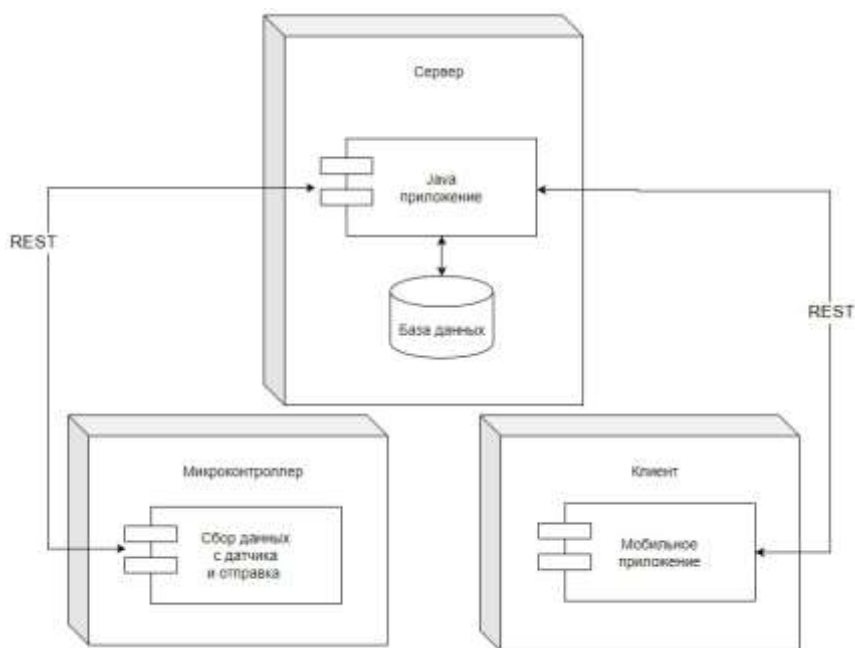 Сервер
Java
приложение
REST
База данных
REST
Микроконтроллер
Клиент
Сбор данных
с датчика
и отправка
Мобильное
приложение